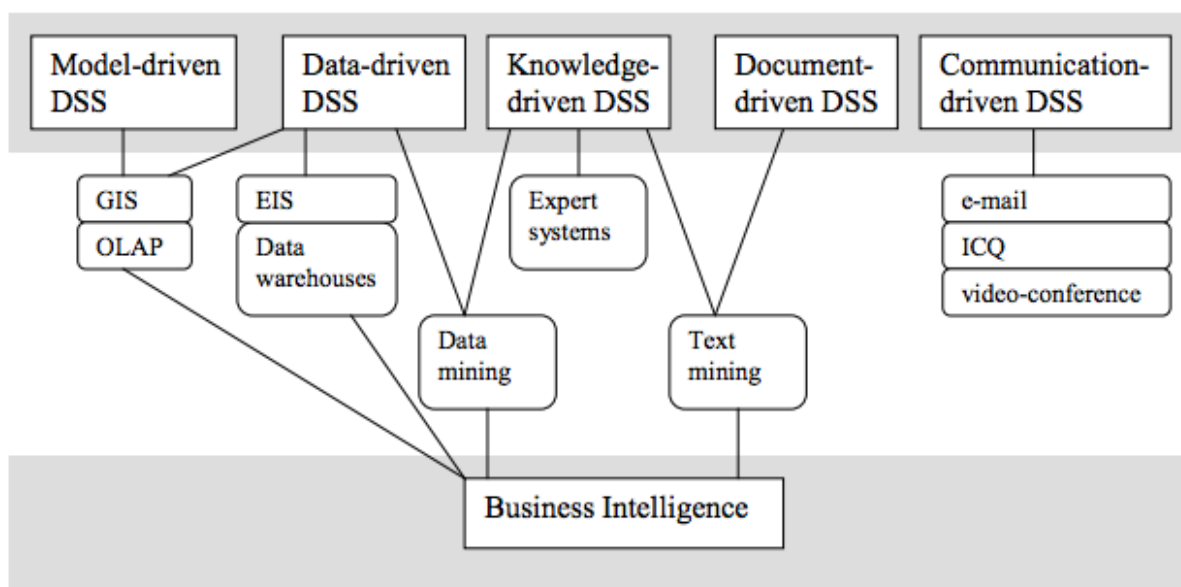 Model-driven
DSS
Data-driven
DSS
Knowledge-
driven DSS
Document-
driven DSS
Communication-
driven DSS
GIS
OLAP
EIS
Data
warehouses
Expert
systems
e-mail
ICQ
video-conference
Data
mining
Text
mining
Business Intelligence